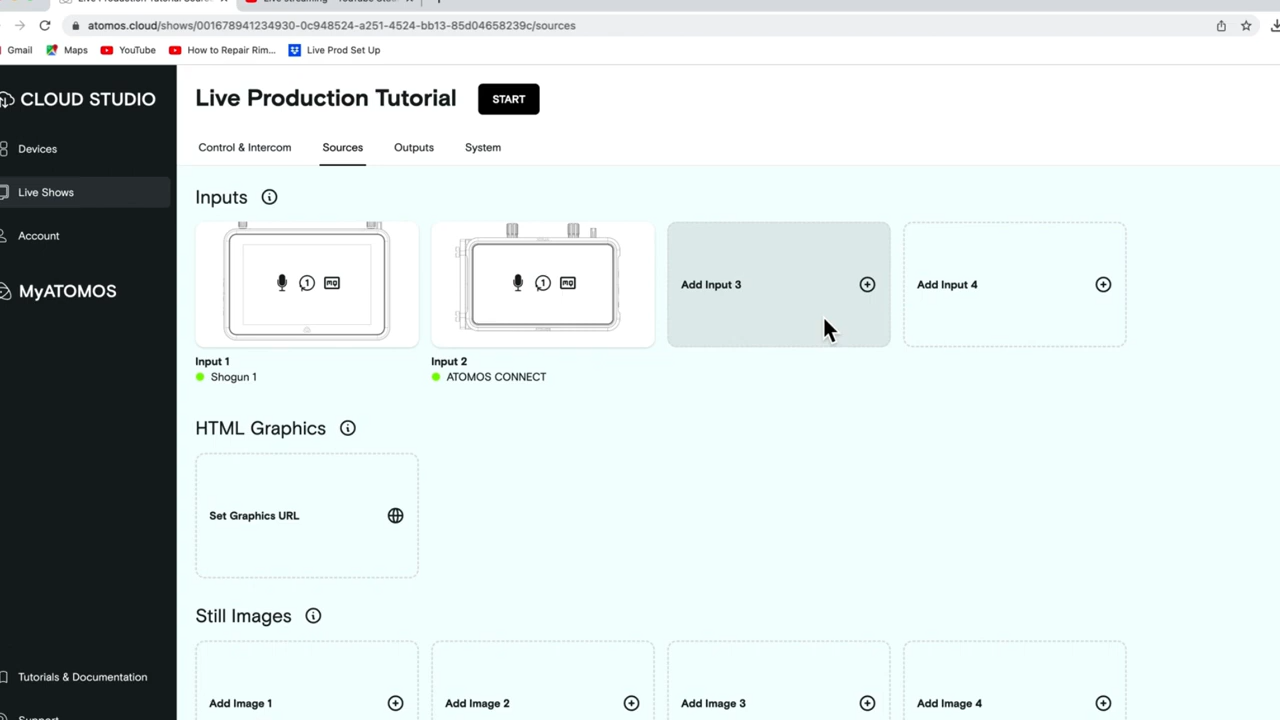 atomos.cloud/shows/001678941234930-0c948524-a251-4524-bb13-85d04658239c/sources
Gmail
Maps
YouTube
How to Repair Rim...
Live Prod Set Up
CLOUD STUDIO
Devices
Live Shows
Account
MyATOMOS
Live Production Tutorial
START
Control & Intercom
Sources
Outputs
System
Inputs
1
1
Add Input 3
Add Input 4
Input 1
Shogun 1
Input 2
ATOMOS CONNECT
HTML Graphics
Set Graphics URL
Still Images
Add Image 1
Add Image 2
Add Image 3
Add Image 4
Tutorials & Documentation
Support